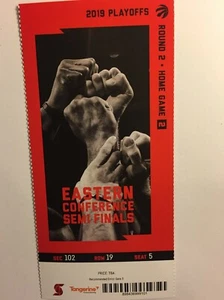 2019 PLAYOFFS
ROUND 2 • HOME GAME 2
EASTERN
CONFERENCE
SEMI FINALS
SEC 102 ROW 19 SEAT 5
Tangerine